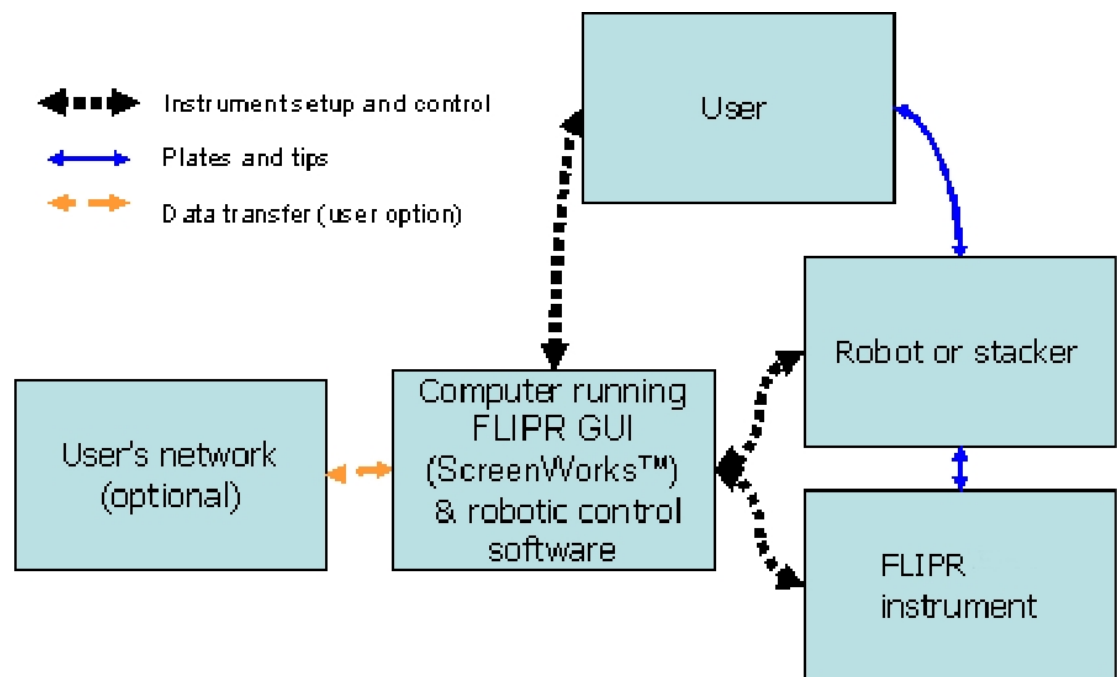 Instrument setup and control
Plates and tips
Data transfer (user option)
User
Robot or stacker
Computer running
FLIPR GUI
(ScreenWorks™)
& robotic control
software
User's network
(optional)
FLIPR
instrument